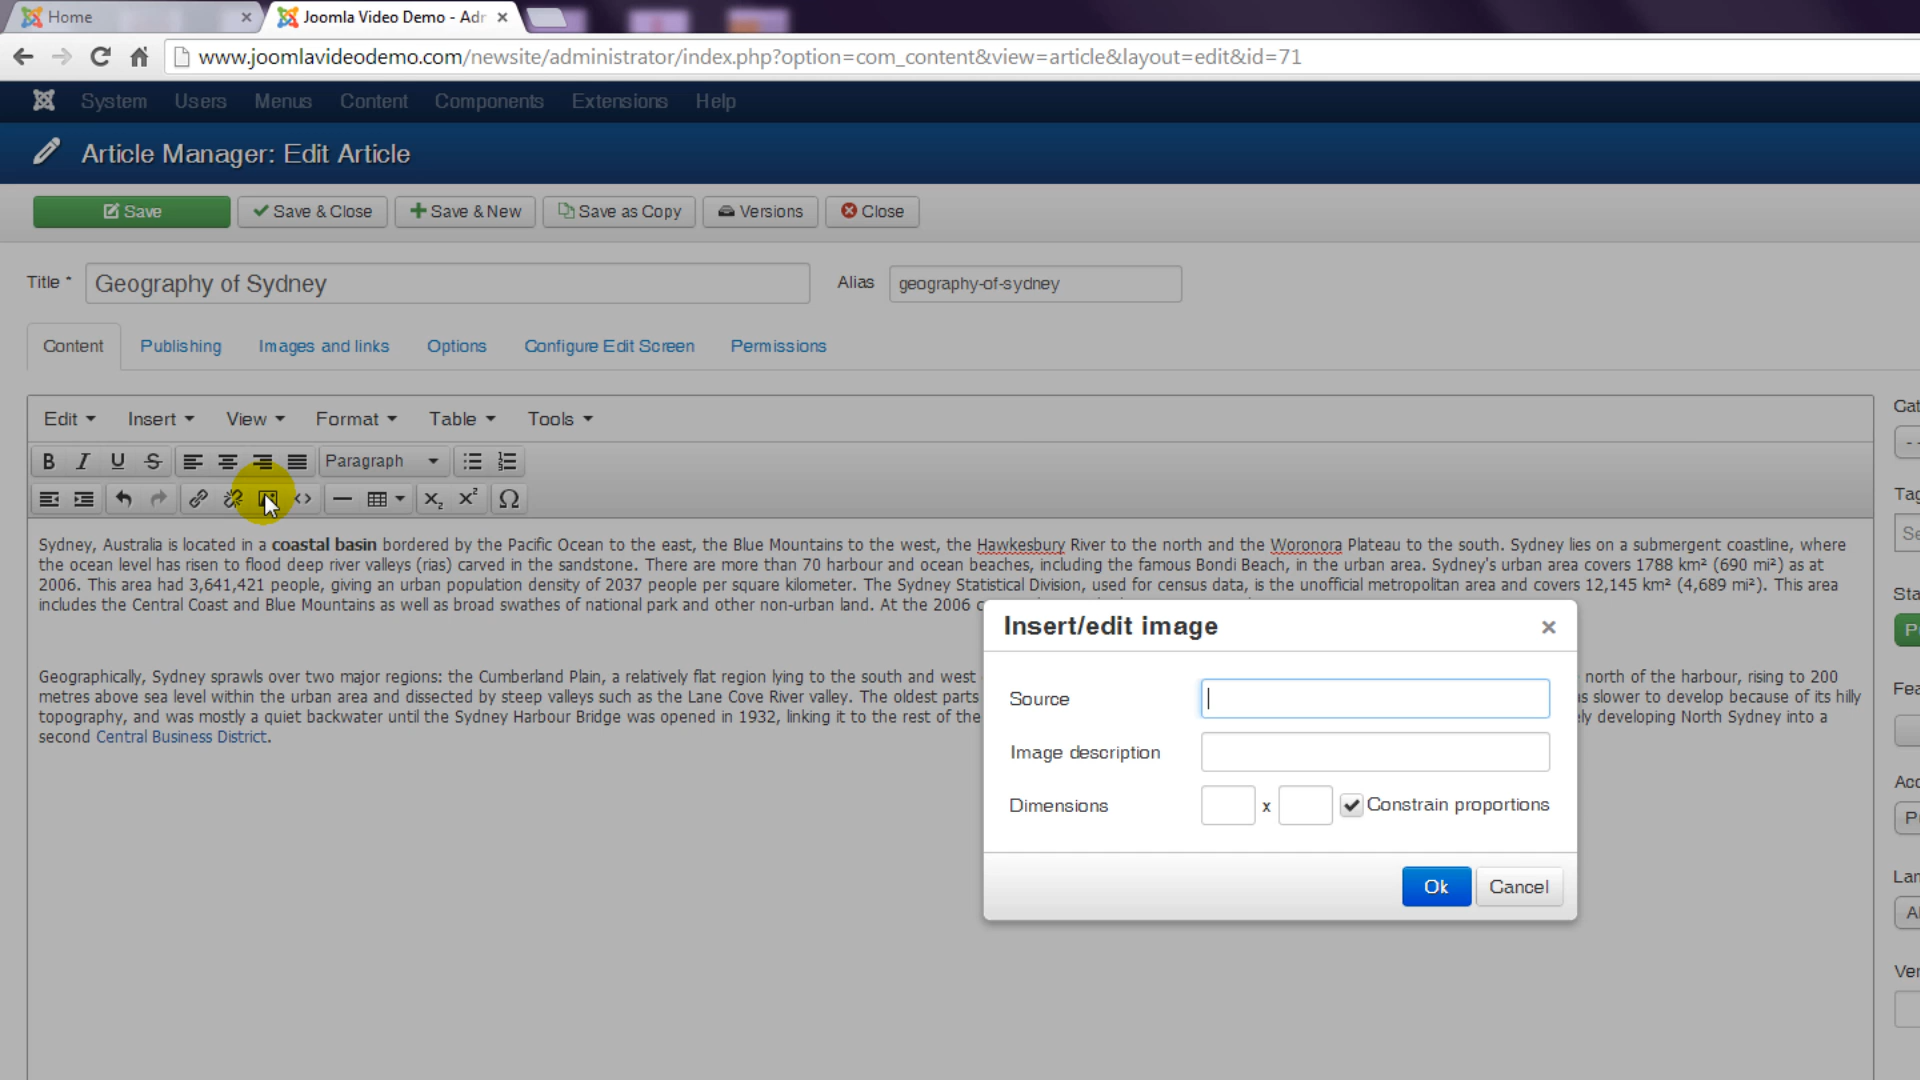 Home
Joomla Video Demo - Adr
www.joomlavideodemo.com/newsite/administrator/index.php?option=com_content&view=article&layout=edit&id=71
System Users Menus Content Components Extensions Help
Article Manager: Edit Article
Save Save & Close Save & New Save as Copy Versions Close
Title * Geography of Sydney Alias geography-of-sydney
Content Publishing Images and links Options Configure Edit Screen Permissions
Edit Insert View Format Table Tools
B I U S Paragraph
X₂ X² Ω
Sydney, Australia is located in a coastal basin bordered by the Pacific Ocean to the east, the Blue Mountains to the west, the Hawkesbury River to the north and the Woronora Plateau to the south. Sydney lies on a submergent coastline, where
the ocean level has risen to flood deep river valleys (rias) carved in the sandstone. There are more than 70 harbour and ocean beaches, including the famous Bondi Beach, in the urban area. Sydney's urban area covers 1788 km² (690 mi²) as at
2006. This area had 3,641,421 people, giving an urban population density of 2037 people per square kilometer. The Sydney Statistical Division, used for census data, is the unofficial metropolitan area and covers 12,145 km² (4,689 mi²). This area
includes the Central Coast and Blue Mountains as well as broad swathes of national park and other non-urban land. At the 2006 c
Geographically, Sydney sprawls over two major regions: the Cumberland Plain, a relatively flat region lying to the south and west north of the harbour, rising to 200
metres above sea level within the urban area and dissected by steep valleys such as the Lane Cove River valley. The oldest parts s slower to develop because of its hilly
topography, and was mostly a quiet backwater until the Sydney Harbour Bridge was opened in 1932, linking it to the rest of the ly developing North Sydney into a
second Central Business District.
Insert/edit image ×
Source
Image description
Dimensions x Constrain proportions
Ok Cancel
Cat
Tag
Se
Sta
P
Fea
Acc
P
Lan
Al
Ver